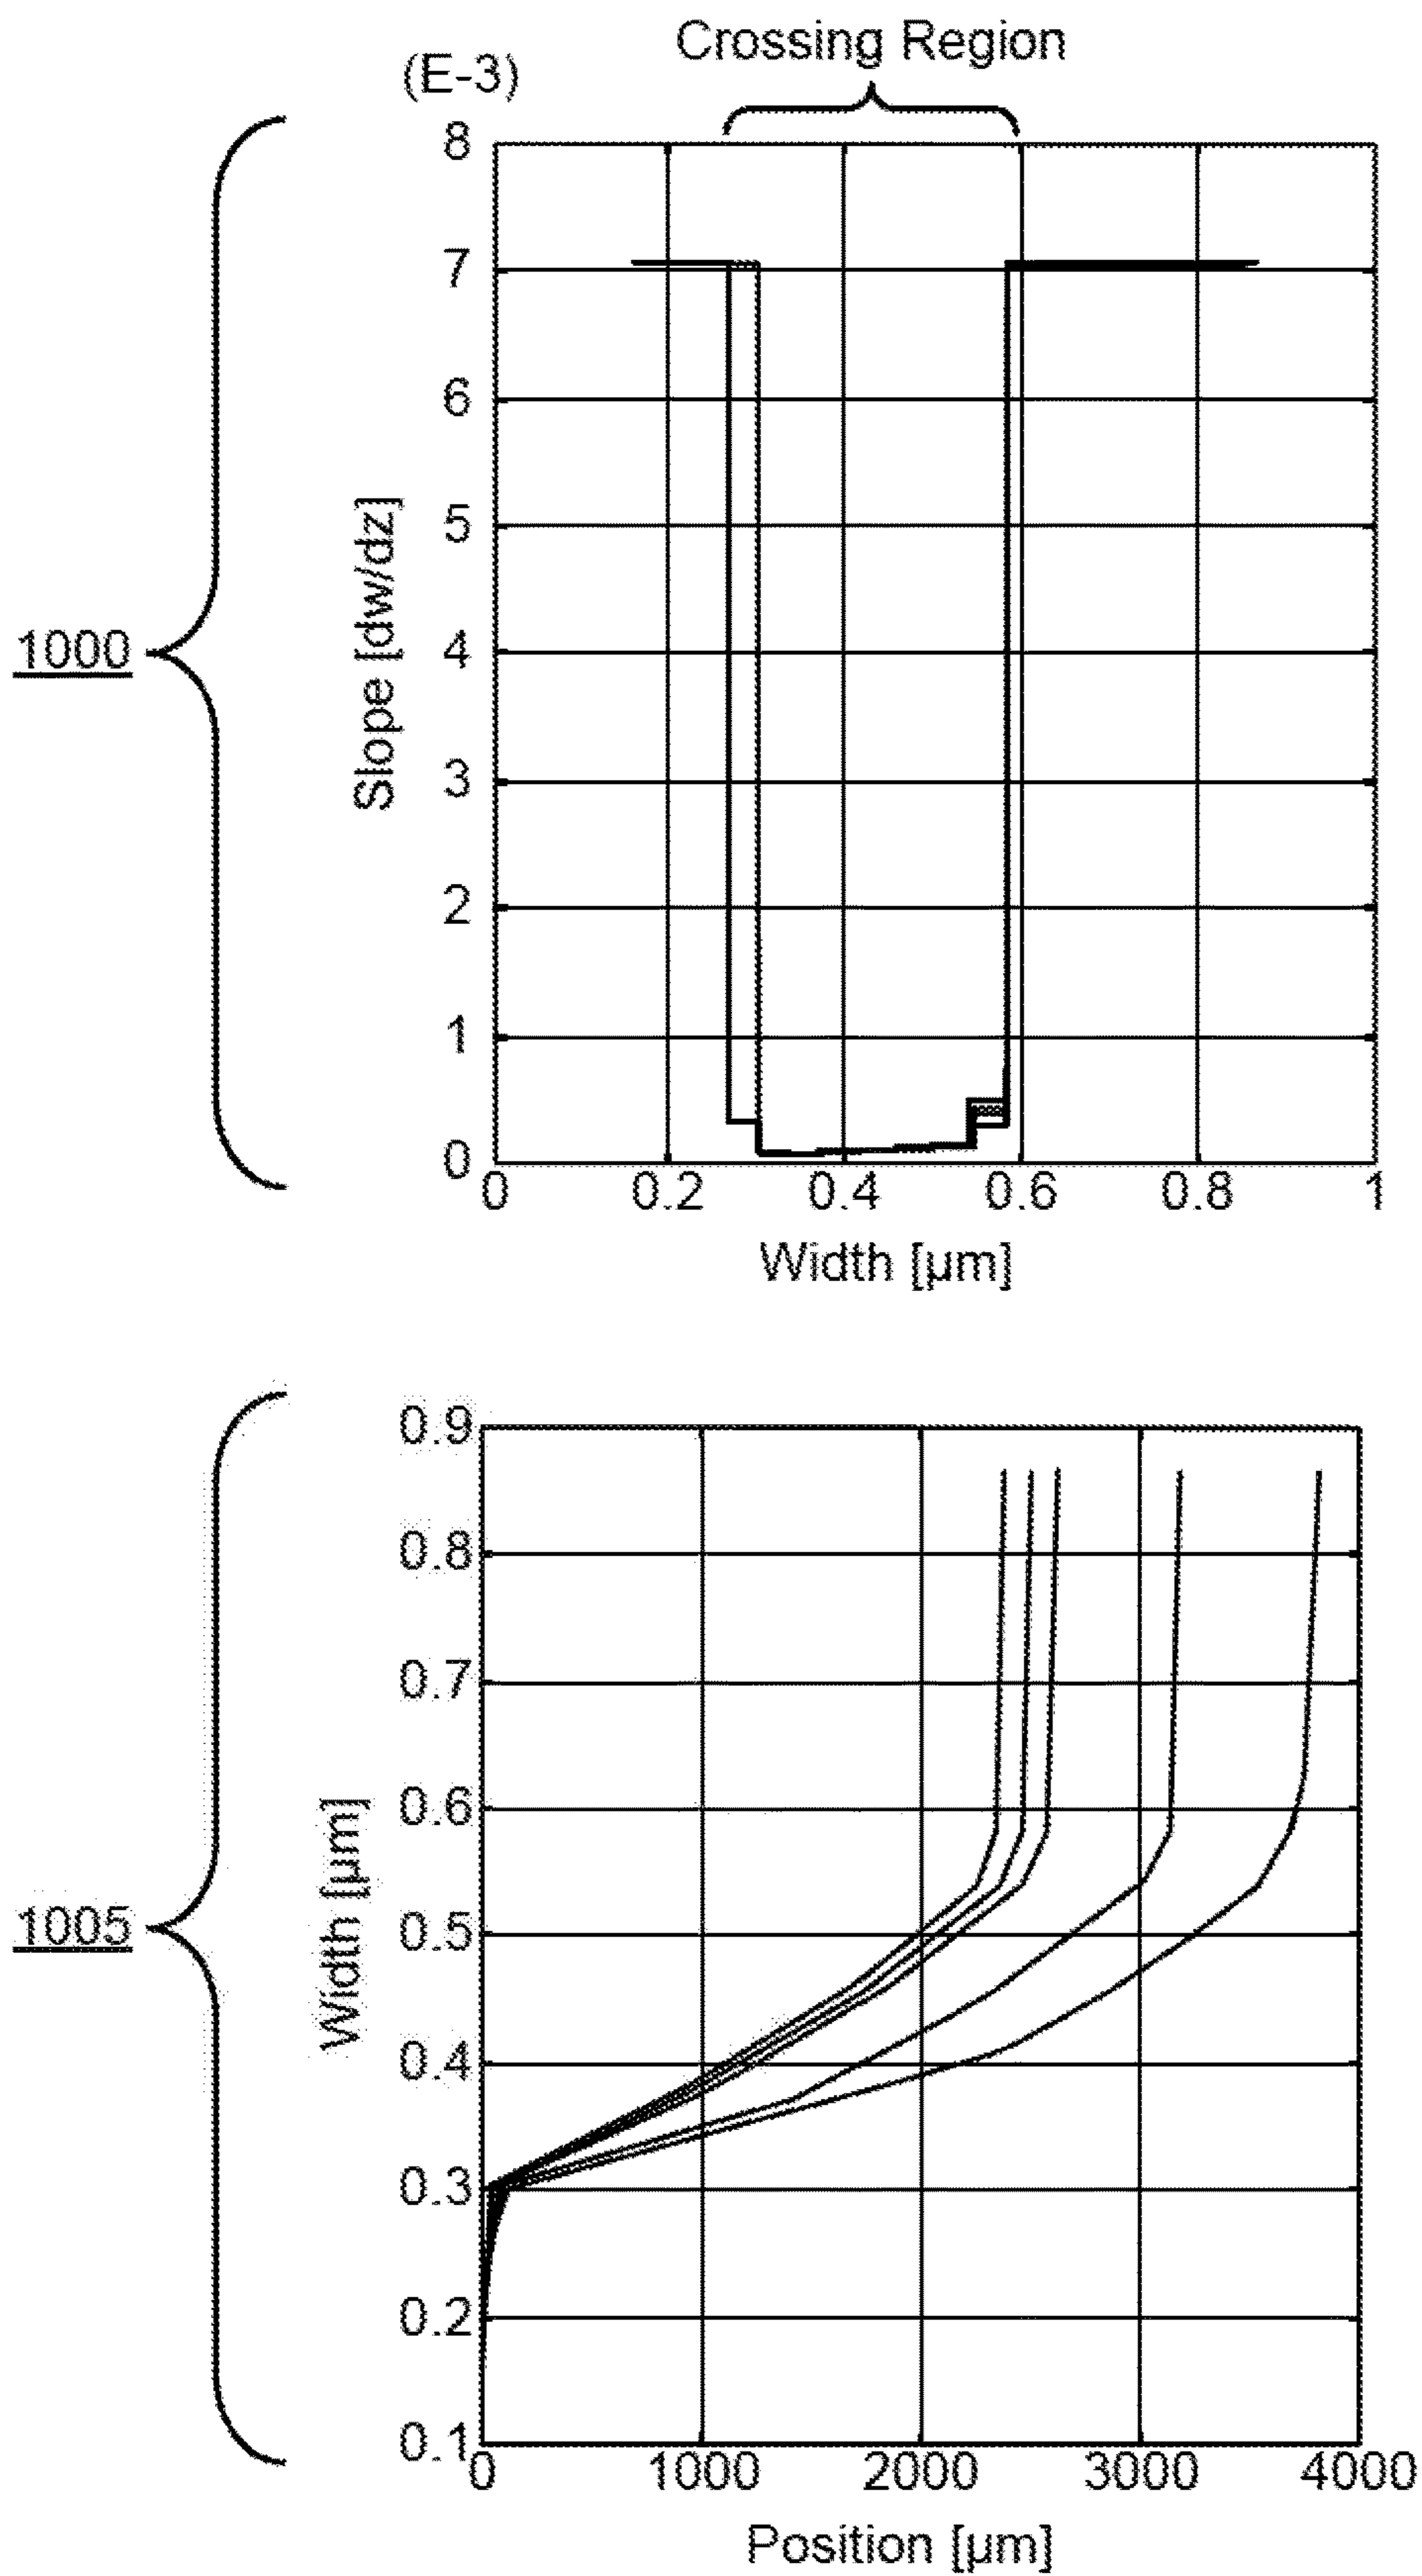 Crossing Region
(E-3)
8
7
6
5
4
3
2
1
0
Slope [dw/dz]
1000
0 0.2 0.4 0.6 0.8 1
Width [µm]
0.9
0.8
0.7
0.6
0.5
0.4
0.3
0.2
0.1
Width [µm]
1005
0 1000 2000 3000 4000
Position [µm]